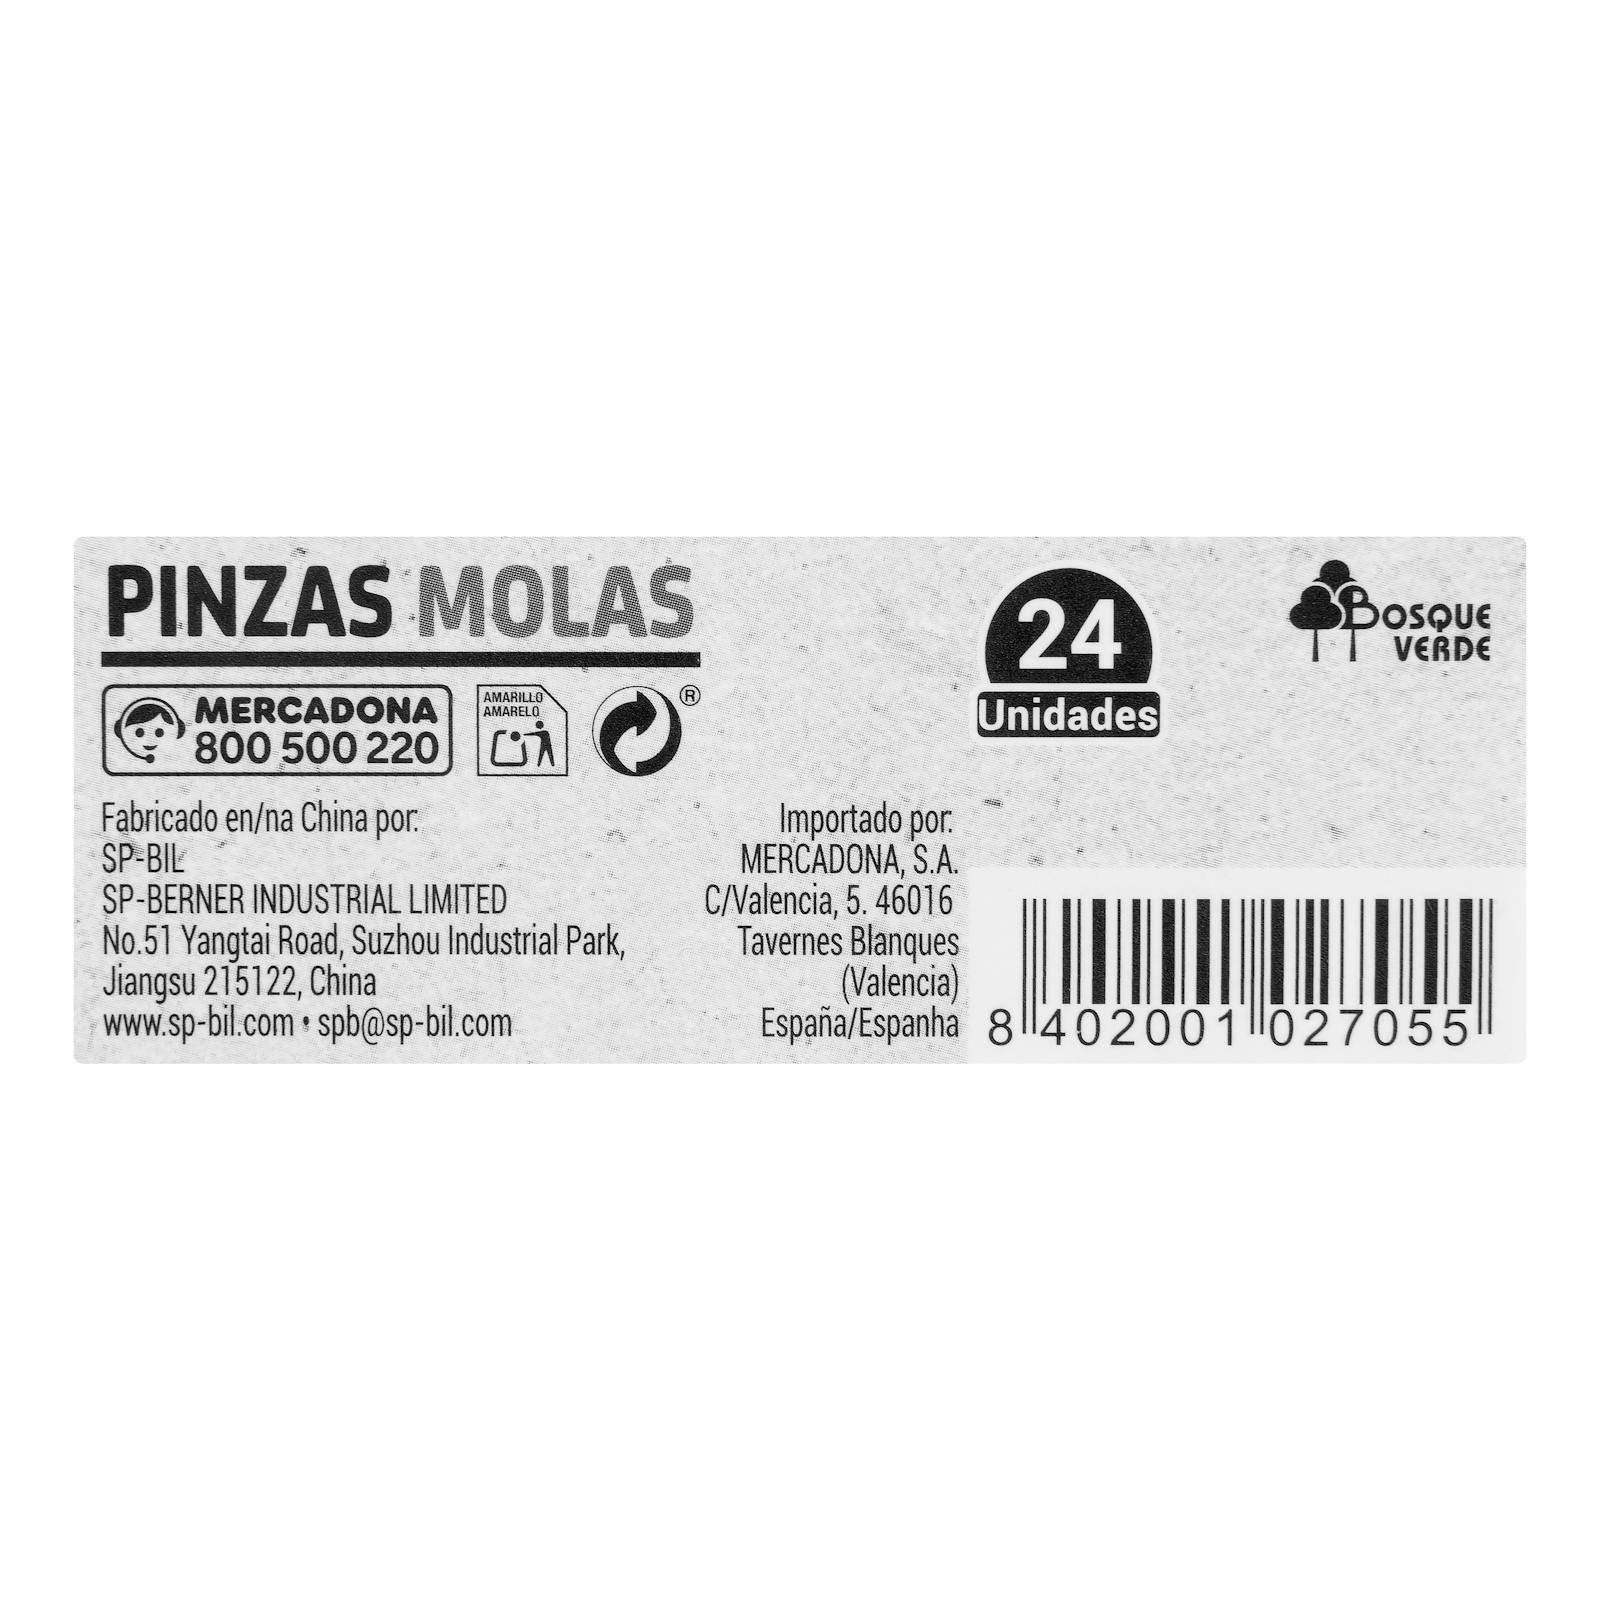 PINZAS MOLAS
24
Unidades
BOSQUE
VERDE
MERCADONA
800 500 220
AMARILLO
AMARELO
®
Fabricado en/na China por:
SP-BIL
SP-BERNER INDUSTRIAL LIMITED
No.51 Yangtai Road, Suzhou Industrial Park,
Jiangsu 215122, China
www.sp-bil.com • spb@sp-bil.com
Importado por:
MERCADONA, S.A.
C/Valencia, 5. 46016
Tavernes Blanques
(Valencia)
España/Espanha
8 402001 027055